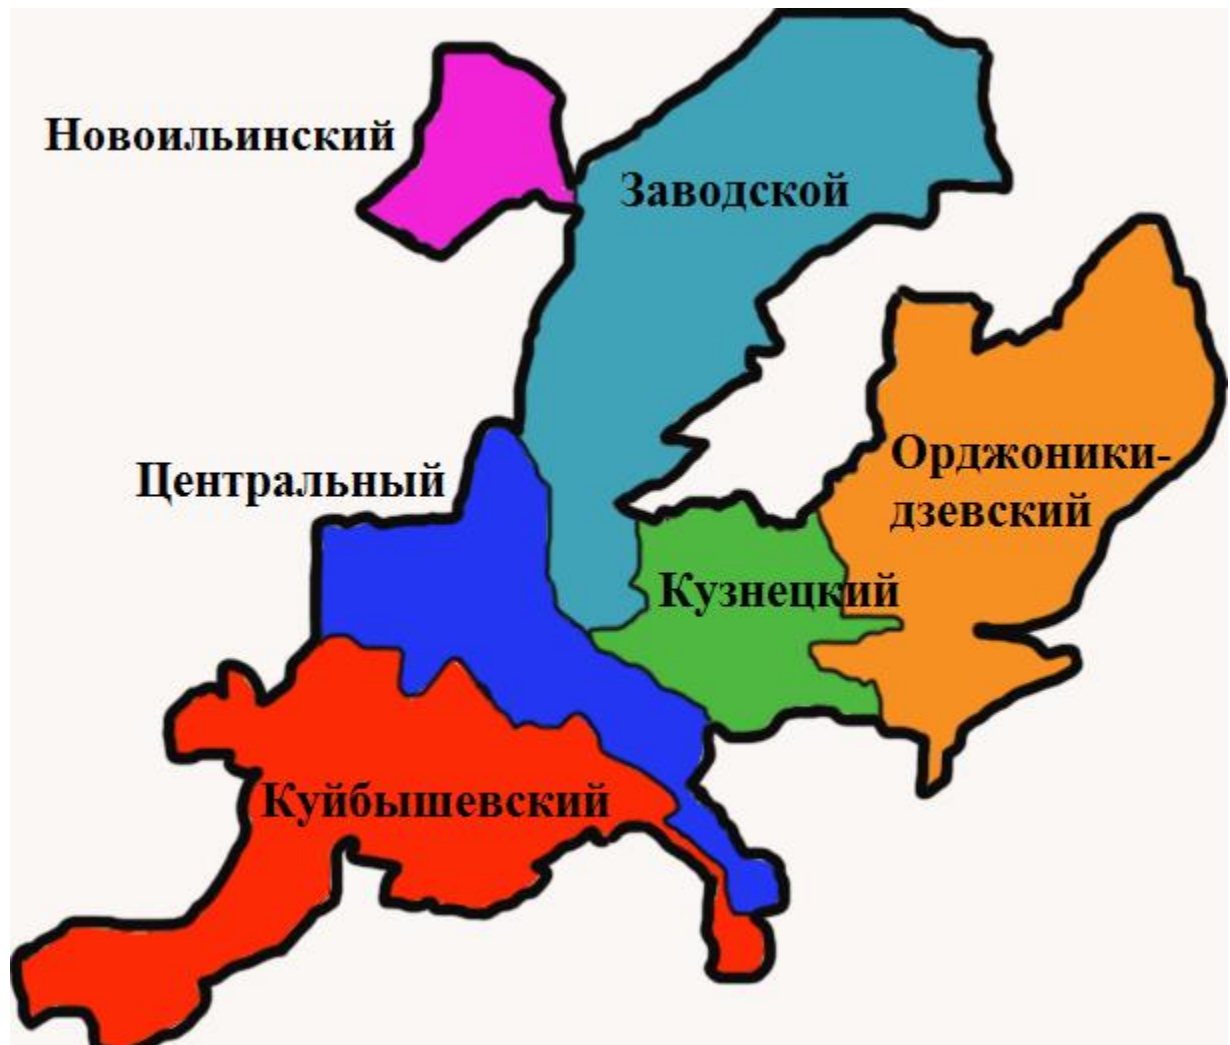 Новоильинский
Заводской
Центральный
Орджоники-
дзевский
Кузнецкий
Куйбышевский